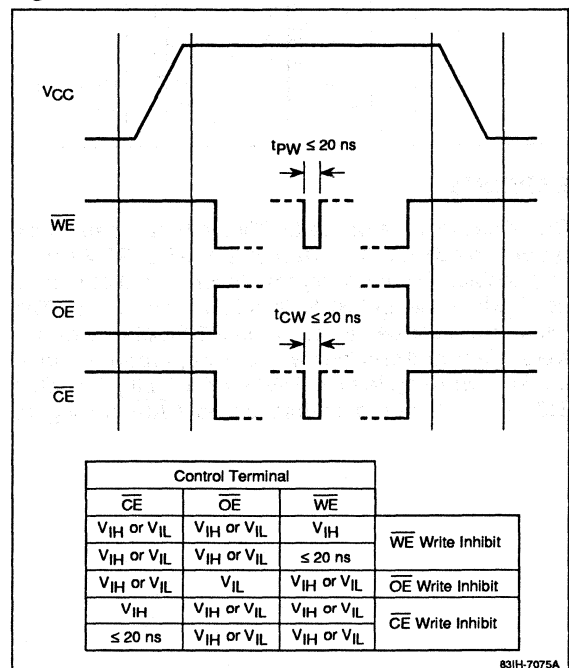 VCC
tPW ≤ 20 ns
WE
OE
tCW ≤ 20 ns
CE
Control Terminal
CE OE WE
VIH or VIL VIH or VIL VIH WE Write Inhibit
VIH or VIL VIH or VIL ≤ 20 ns
VIH or VIL VIL VIH or VIL OE Write Inhibit
VIH VIH or VIL VIH or VIL CE Write Inhibit
≤ 20 ns VIH or VIL VIH or VIL
83IH-7075A